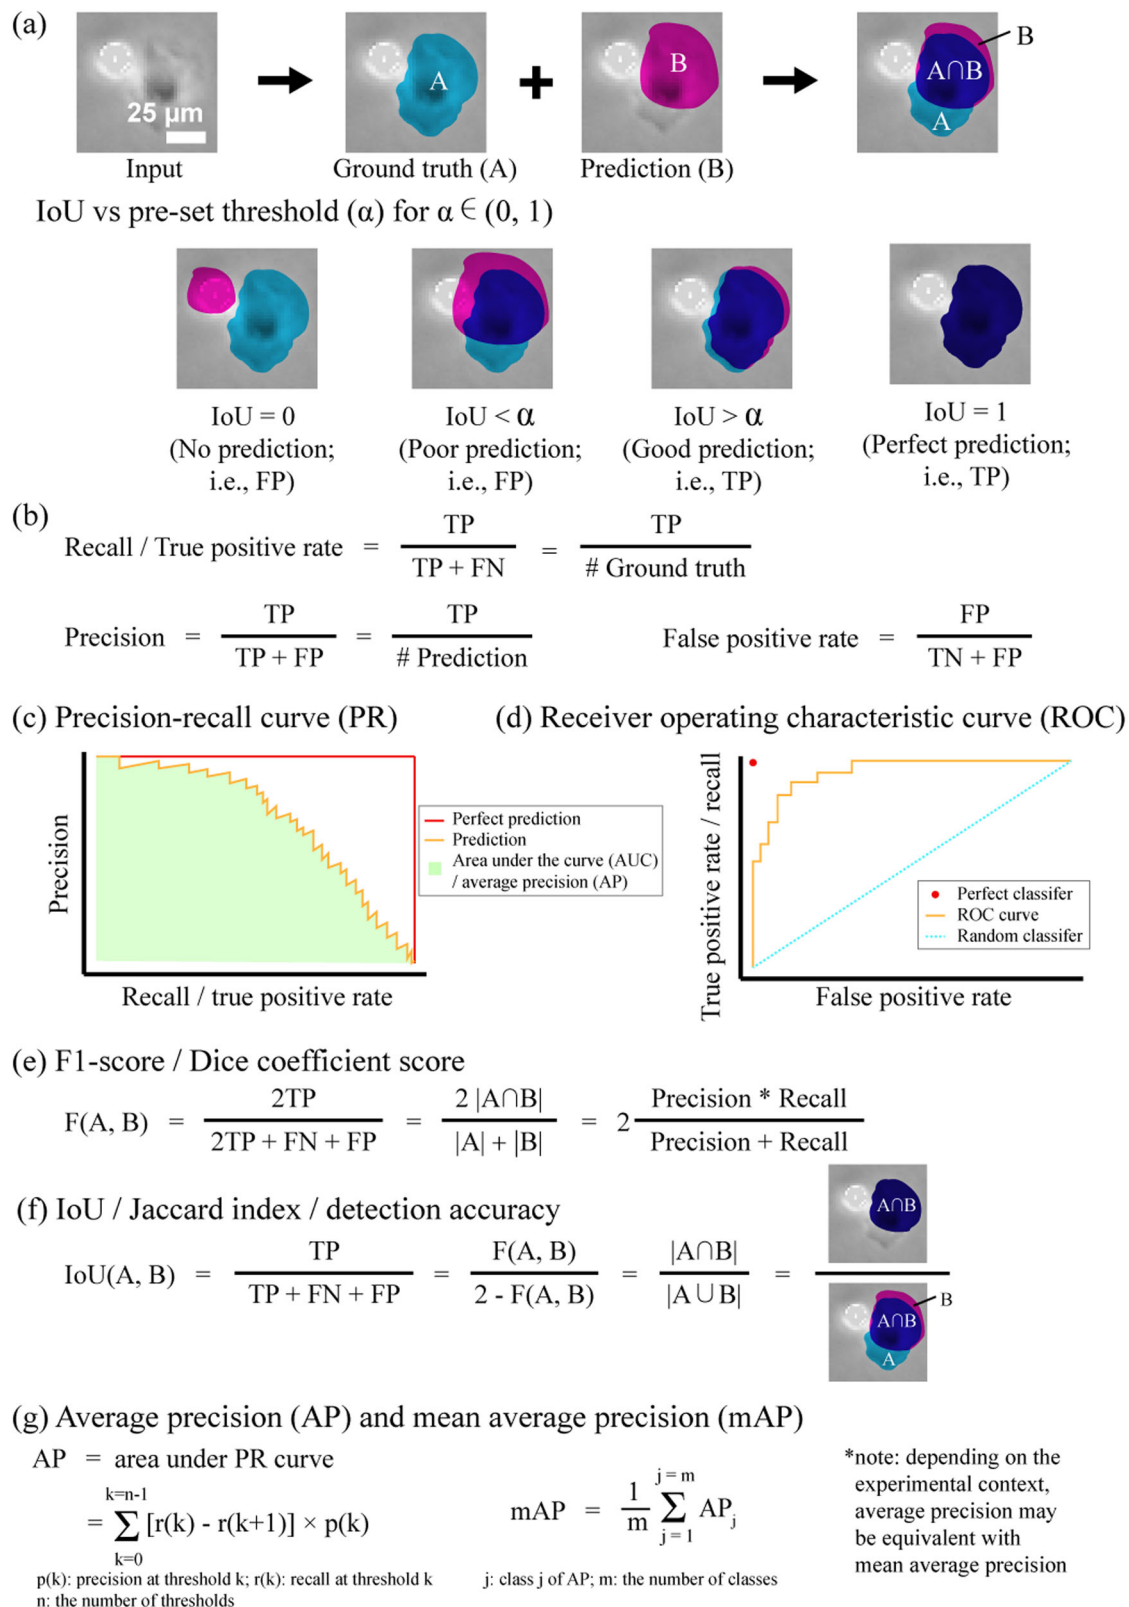 (a)
25 µm
A
B
A∩B
B
A
Input
Ground truth (A)
Prediction (B)
IoU vs pre-set threshold (α) for α ∈ (0, 1)
IoU = 0
(No prediction;
i.e., FP)
IoU < α
(Poor prediction;
i.e., FP)
IoU > α
(Good prediction;
i.e., TP)
IoU = 1
(Perfect prediction;
i.e., TP)
(b)
Recall / True positive rate = TP / TP + FN = TP / # Ground truth
Precision = TP / TP + FP = TP / # Prediction
False positive rate = FP / TN + FP
(c) Precision-recall curve (PR)
Precision
Recall / true positive rate
Perfect prediction
Prediction
Area under the curve (AUC)
/ average precision (AP)
(d) Receiver operating characteristic curve (ROC)
True positive rate / recall
False positive rate
Perfect classifer
ROC curve
Random classifer
(e) F1-score / Dice coefficient score
F(A, B) = 2TP / 2TP + FN + FP = 2 |A∩B| / |A| + |B| = 2 Precision * Recall / Precision + Recall
(f) IoU / Jaccard index / detection accuracy
IoU(A, B) = TP / TP + FN + FP = F(A, B) / 2 - F(A, B) = |A∩B| / |A∪B| =
A∩B
A∩B
B
A
(g) Average precision (AP) and mean average precision (mAP)
AP = area under PR curve
k=n-1
= ∑ [r(k) - r(k+1)] × p(k)
k=0
p(k): precision at threshold k; r(k): recall at threshold k
n: the number of thresholds
j = m
mAP = 1/m ∑ APj
j = 1
j: class j of AP; m: the number of classes
*note: depending on the
experimental context,
average precision may
be equivalent with
mean average precision